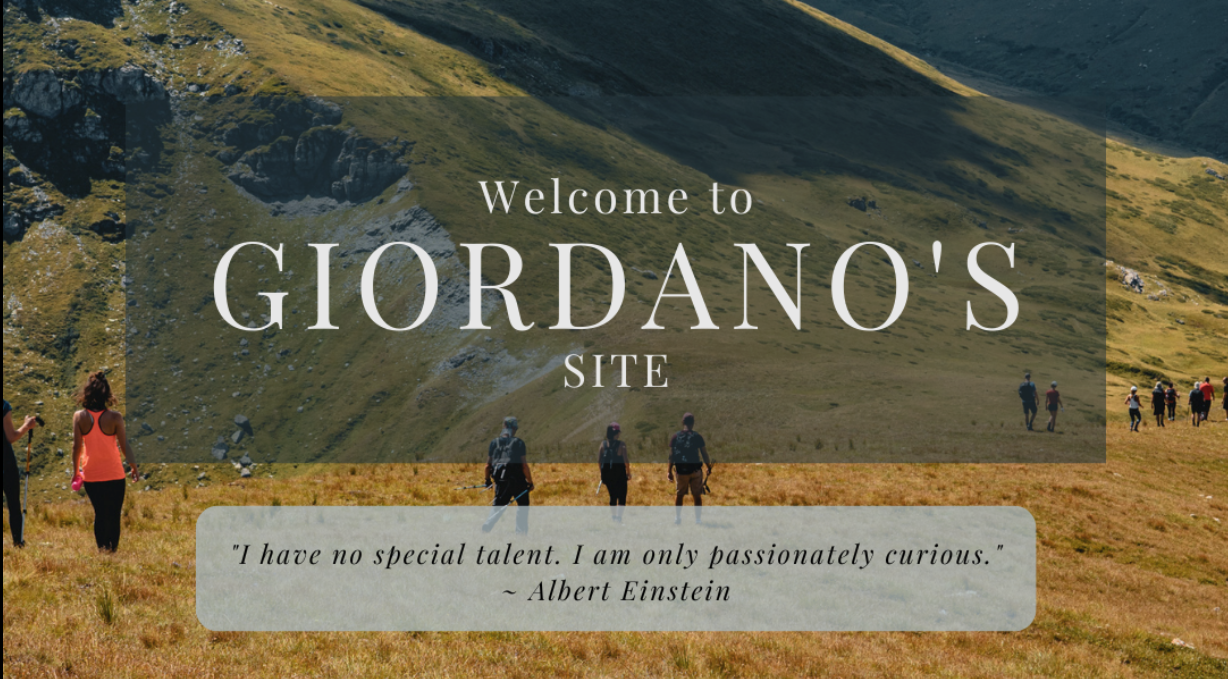 Welcome to
GIORDANO'S
SITE
"I have no special talent. I am only passionately curious."
~ Albert Einstein